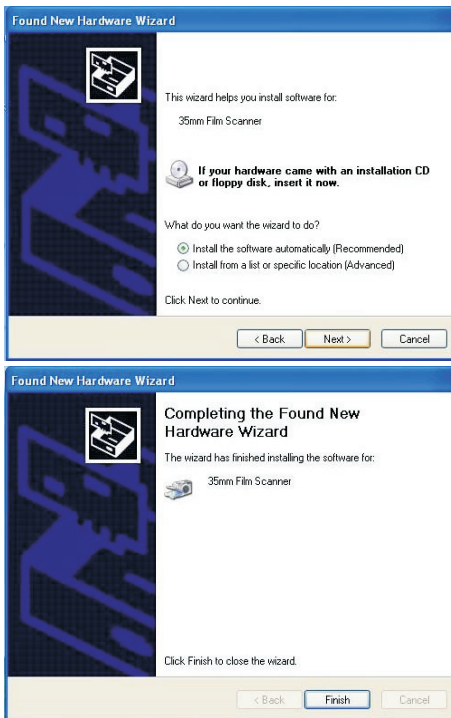 Found New Hardware Wizard
This wizard helps you install software for:
35mm Film Scanner
If your hardware came with an installation CD
or floppy disk, insert it now.
What do you want the wizard to do?
Install the software automatically (Recommended)
Install from a list or specific location (Advanced)
Click Next to continue.
< Back Next > Cancel
Found New Hardware Wizard
Completing the Found New
Hardware Wizard
The wizard has finished installing the software for:
35mm Film Scanner
Click Finish to close the wizard.
< Back Finish Cancel